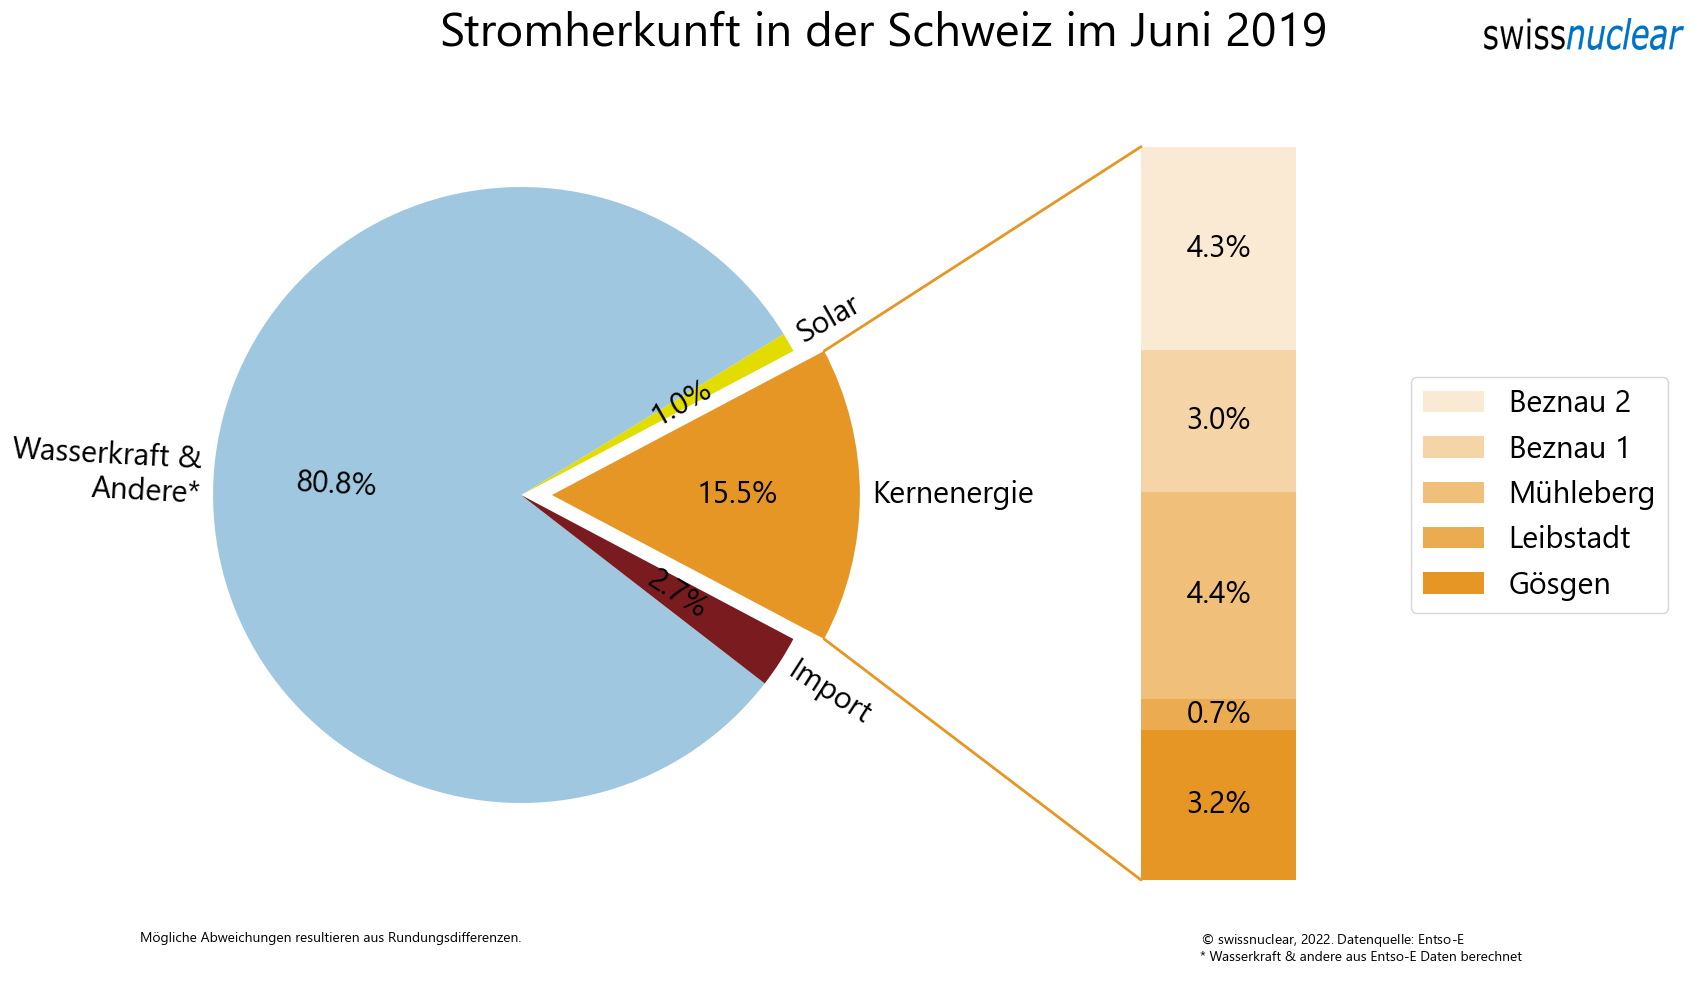 Stromherkunft in der Schweiz im Juni 2019
swissnuclear
Solar
1.0%
Wasserkraft &
Andere*
80.8%
15.5%
Kernenergie
2.7%
Import
4.3%
3.0%
4.4%
0.7%
3.2%
Beznau 2
Beznau 1
Mühleberg
Leibstadt
Gösgen
Mögliche Abweichungen resultieren aus Rundungsdifferenzen.
© swissnuclear, 2022. Datenquelle: Entso-E
* Wasserkraft & andere aus Entso-E Daten berechnet